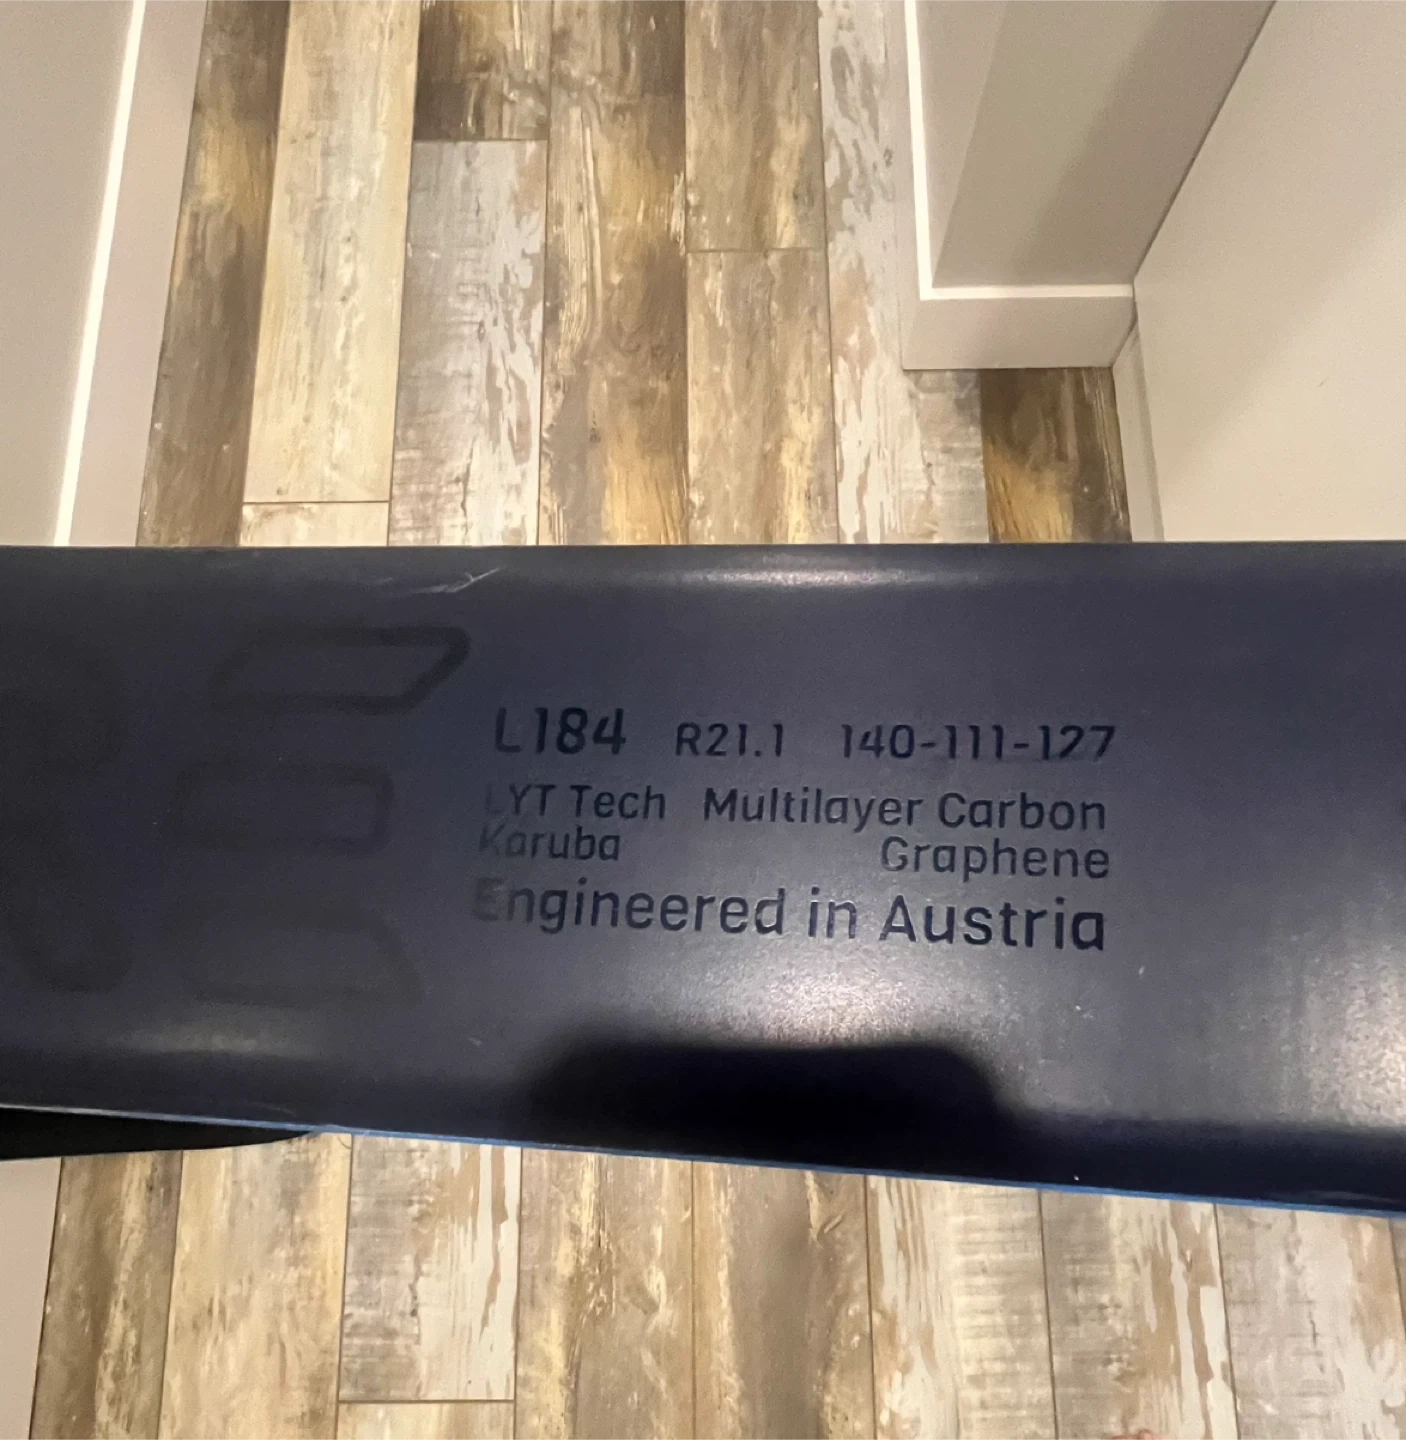 L184 R21.1 140-111-127
LYT Tech Multilayer Carbon
Karuba Graphene
Engineered in Austria